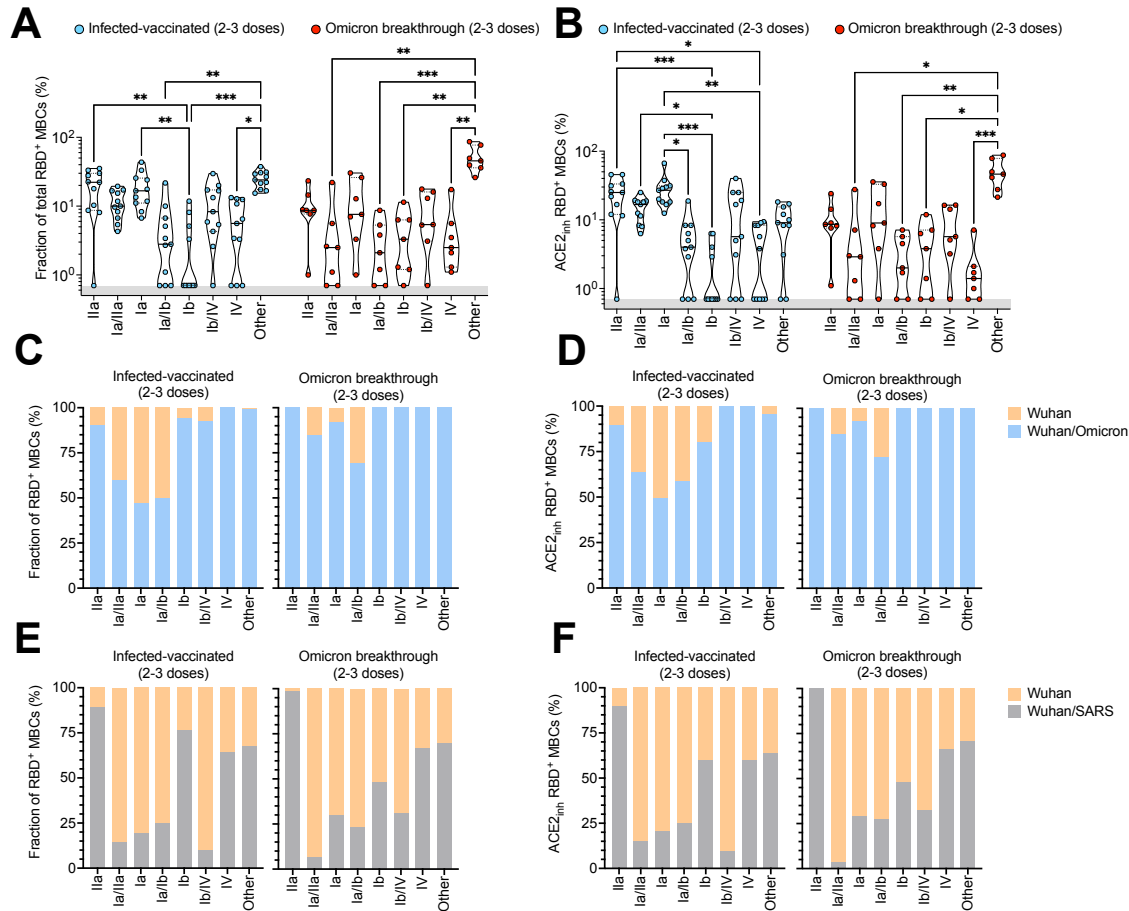 A
Infected-vaccinated (2-3 doses)
Omicron breakthrough (2-3 doses)
Fraction of total RBD⁺ MBCs (%)
10²
10¹
10⁰
** *** ** ** ** *** * ** *** ** **
IIa Ia/IIa Ia Ia/Ib Ib Ib/IV IV Other
IIa Ia/IIa Ia Ia/Ib Ib Ib/IV IV Other
B
Infected-vaccinated (2-3 doses)
Omicron breakthrough (2-3 doses)
ACE2inh RBD⁺ MBCs (%)
10²
10¹
10⁰
* *** ** * *** * * ** * ***
IIa Ia/IIa Ia Ia/Ib Ib Ib/IV IV Other
IIa Ia/IIa Ia Ia/Ib Ib Ib/IV IV Other
C
Infected-vaccinated
(2-3 doses)
Omicron breakthrough
(2-3 doses)
Fraction of RBD⁺ MBCs (%)
100
75
50
25
0
IIa Ia/IIa Ia Ia/Ib Ib Ib/IV IV Other
IIa Ia/IIa Ia Ia/Ib Ib Ib/IV IV Other
D
Infected-vaccinated
(2-3 doses)
Omicron breakthrough
(2-3 doses)
ACE2inh RBD⁺ MBCs (%)
100
75
50
25
0
IIa Ia/IIa Ia Ia/Ib Ib Ib/IV IV Other
IIa Ia/IIa Ia Ia/Ib Ib Ib/IV IV Other
Wuhan
Wuhan/Omicron
E
Infected-vaccinated
(2-3 doses)
Omicron breakthrough
(2-3 doses)
Fraction of RBD⁺ MBCs (%)
100
75
50
25
0
IIa Ia/IIa Ia Ia/Ib Ib Ib/IV IV Other
IIa Ia/IIa Ia Ia/Ib Ib Ib/IV IV Other
F
Infected-vaccinated
(2-3 doses)
Omicron breakthrough
(2-3 doses)
ACE2inh RBD⁺ MBCs (%)
100
75
50
25
0
IIa Ia/IIa Ia Ia/Ib Ib Ib/IV IV Other
IIa Ia/IIa Ia Ia/Ib Ib Ib/IV IV Other
Wuhan
Wuhan/SARS